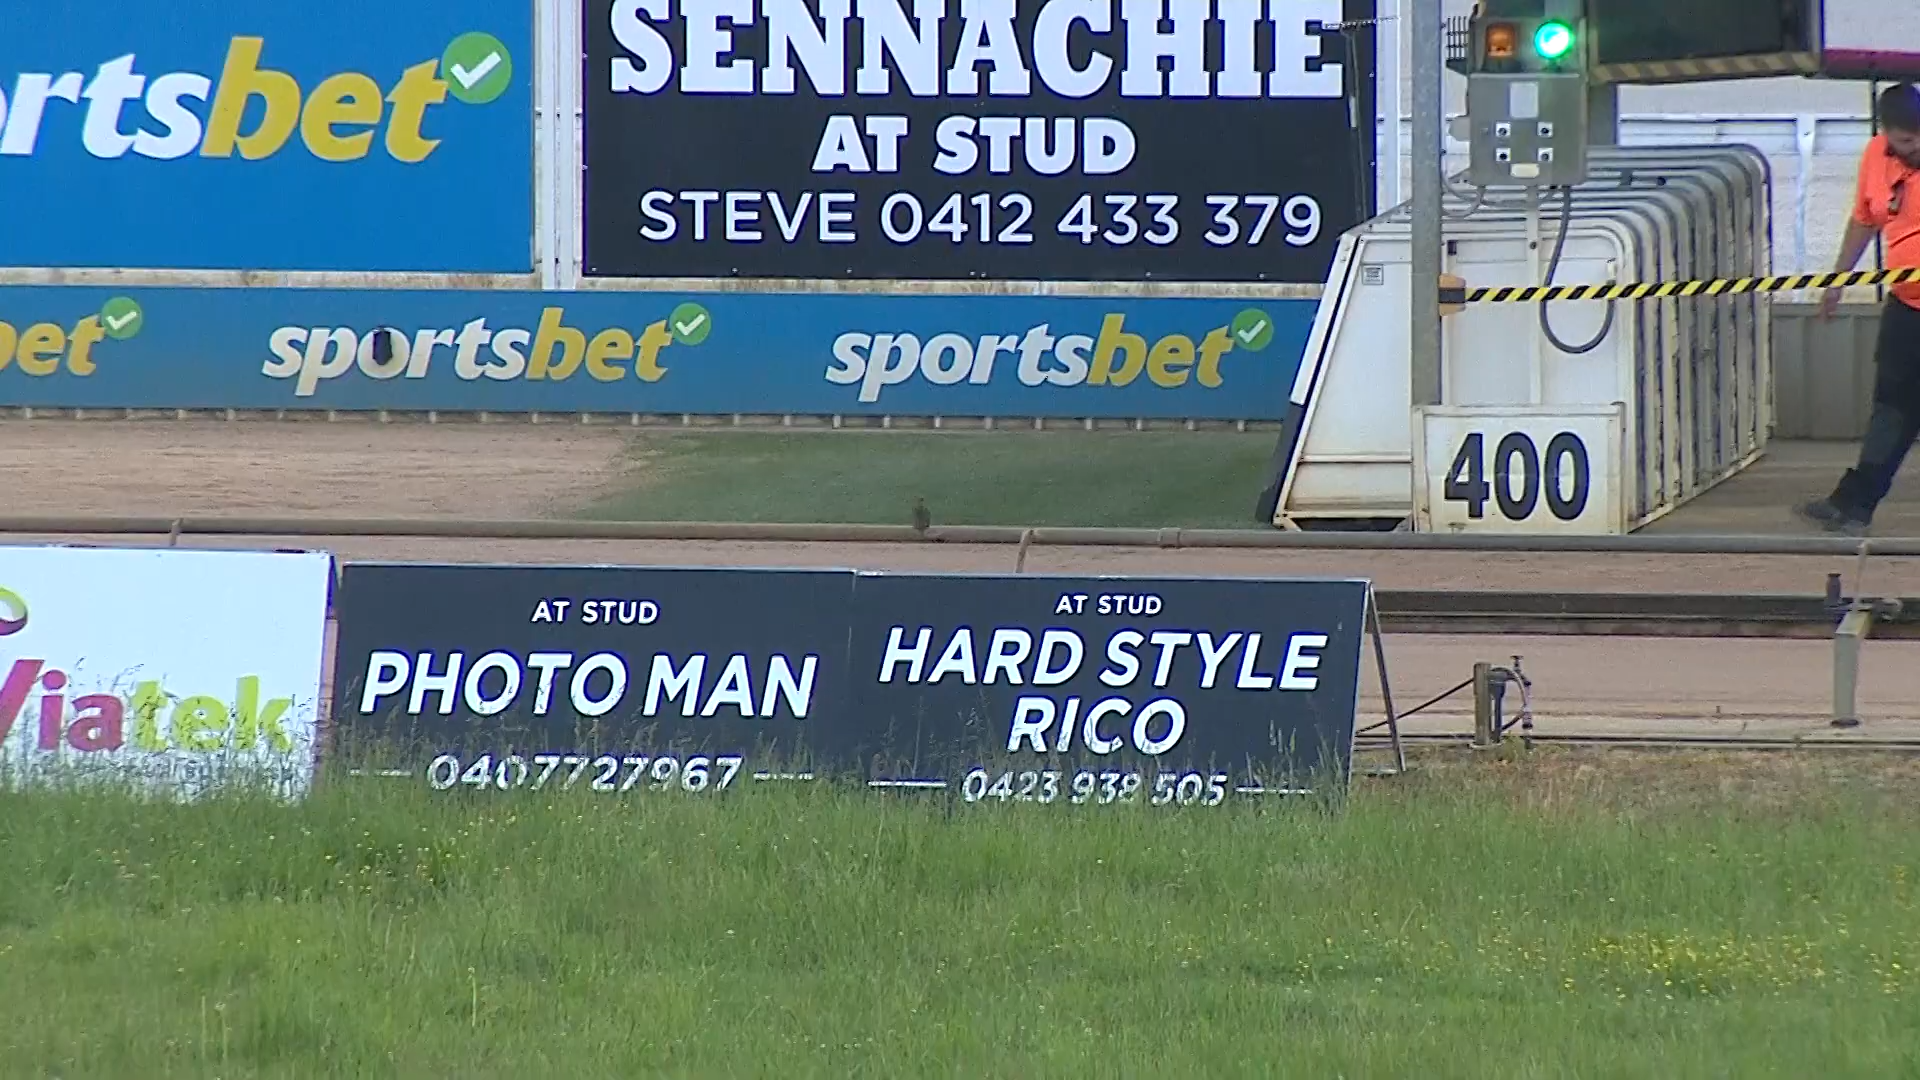 ortsbet
SENNACHIE
AT STUD
STEVE 0412 433 379
bet
sportsbet
sportsbet
400
Viatek
AT STUD
PHOTO MAN
0407727967
AT STUD
HARD STYLE
RICO
0423 938 505